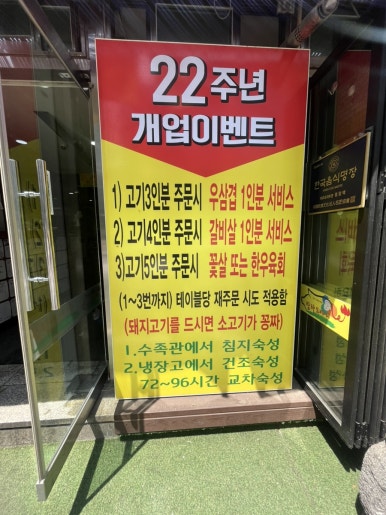 22주년
개업이벤트
1) 고기3인분 주문시 우삼겹 1인분 서비스
2) 고기4인분 주문시 갈비살 1인분 서비스
3)고기5인분 주문시 꽃살 또는 한우육회
(1~3번까지) 테이블당 재주문 시도 적용함
(돼지고기를 드시면 소고기가 꽁짜)
1.수족관에서 침지숙성
2.냉장고에서 건조숙성
72~96시간 교차숙성
한국음식명장